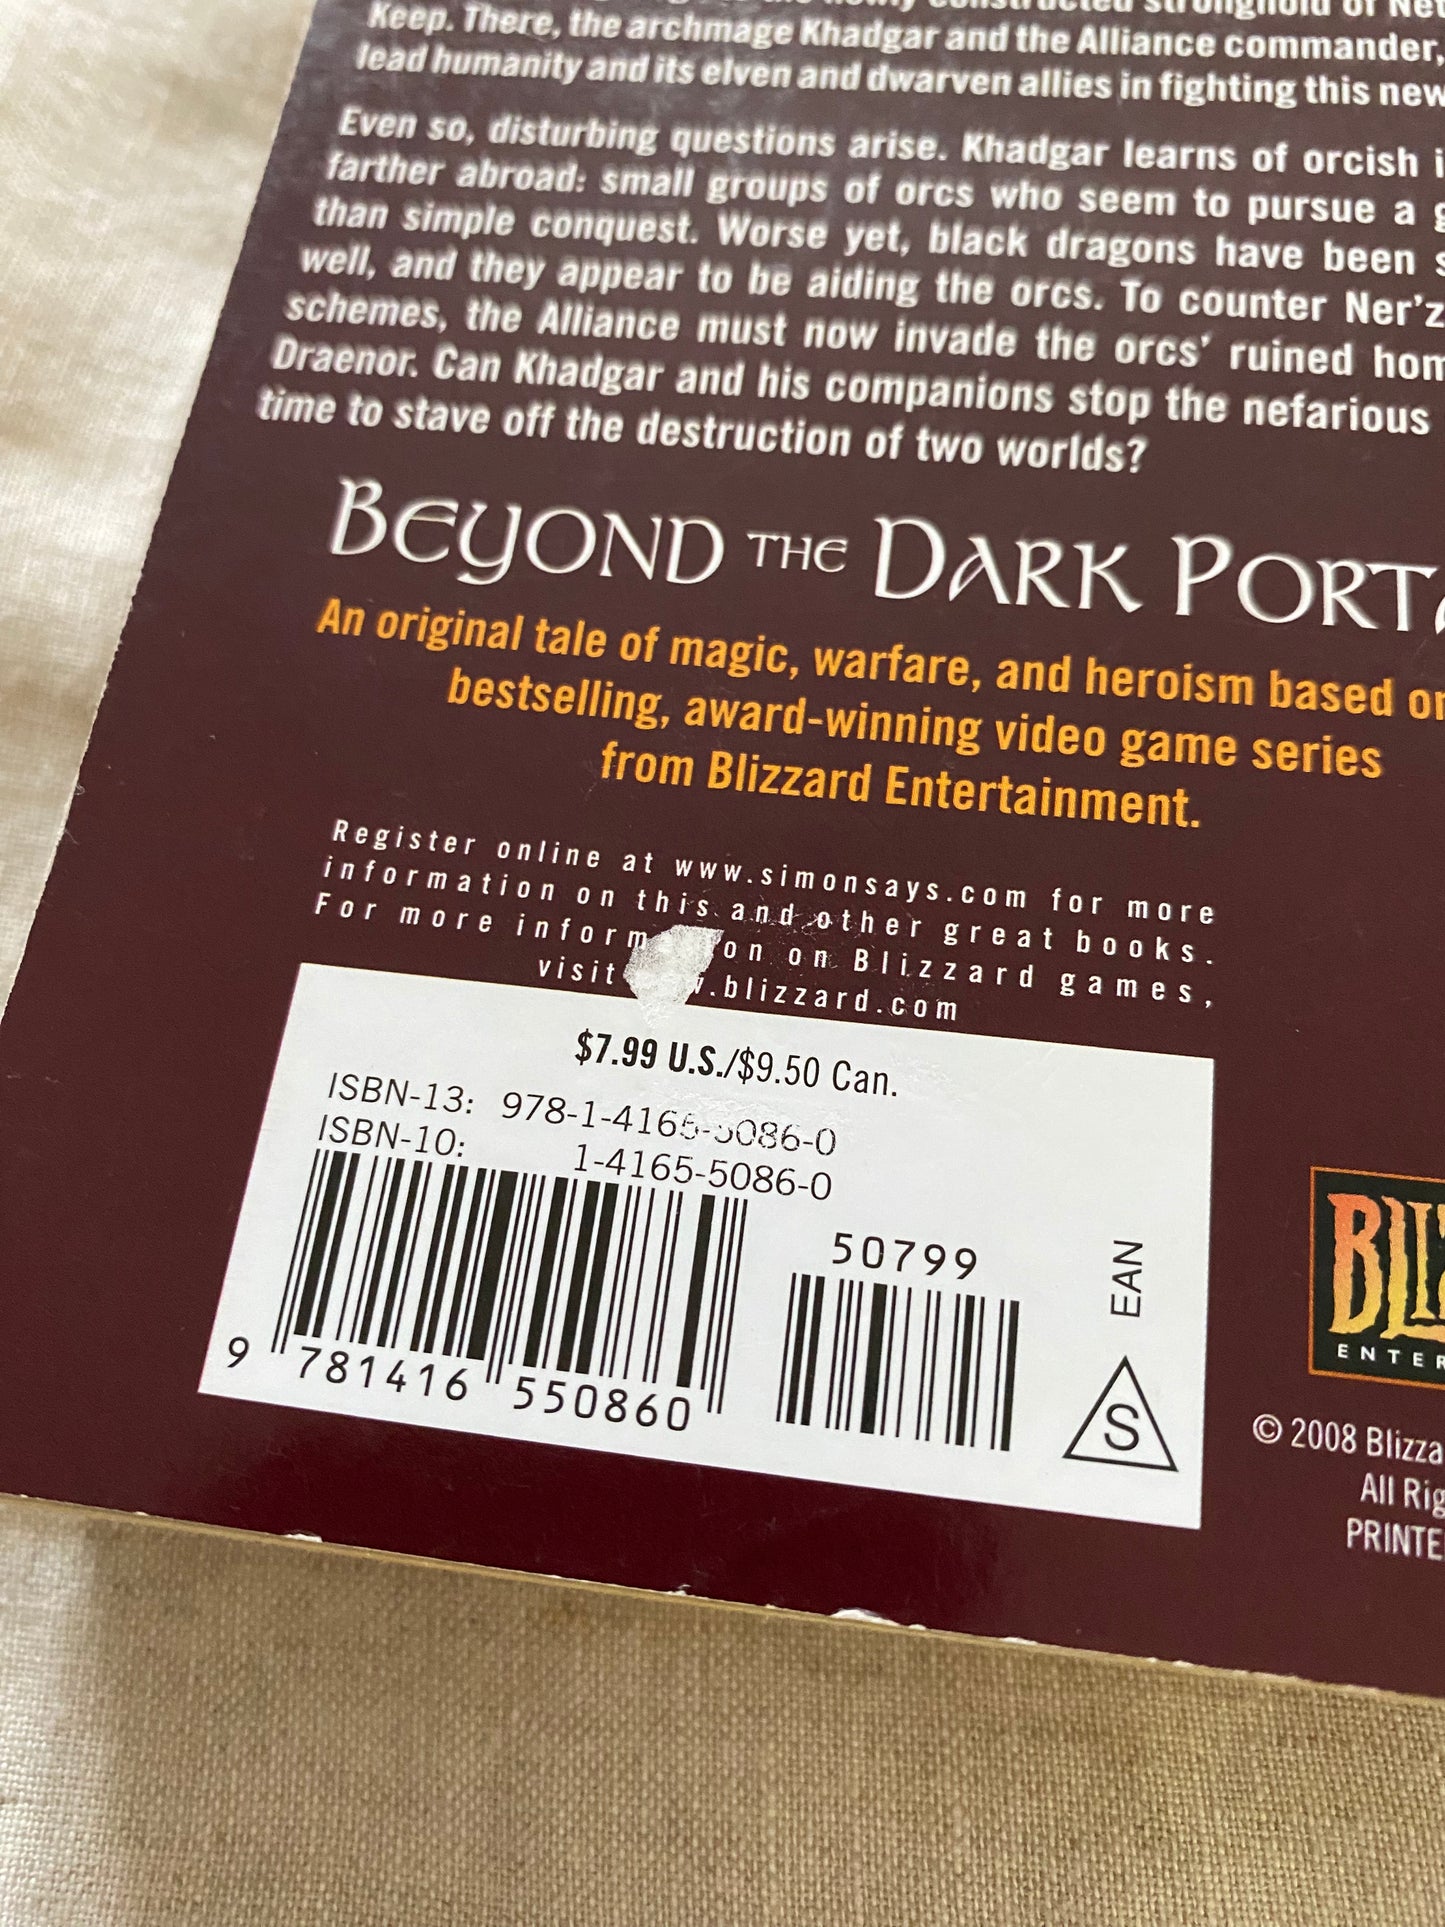 constructed stronghold of
Keep. There, the archmage Khadgar and the Alliance commander,
lead humanity and its elven and dwarven allies in fighting this new
Even so, disturbing questions arise. Khadgar learns of orcish
farther abroad: small groups of orcs who seem to pursue a
than simple conquest. Worse yet, black dragons have been
well, and they appear to be aiding the orcs. To counter Ner'z
schemes, the Alliance must now invade the orcs' ruined hom
Draenor. Can Khadgar and his companions stop the nefarious
time to stave off the destruction of two worlds?
BEYOND THE DARK PORTA
An original tale of magic, warfare, and heroism based on
bestselling, award-winning video game series
from Blizzard Entertainment.
Register online at www.simonsays.com for more
information on this and other great books.
For more inform on on Blizzard games,
visit .blizzard.com
$7.99 U.S./$9.50 Can.
ISBN-13: 978-1-4165-5086-0
ISBN-10: 1-4165-5086-0
50799
EAN
9 781416 550860
S
BLIZ
ENTER
© 2008 Blizza
All Rig
PRINTE